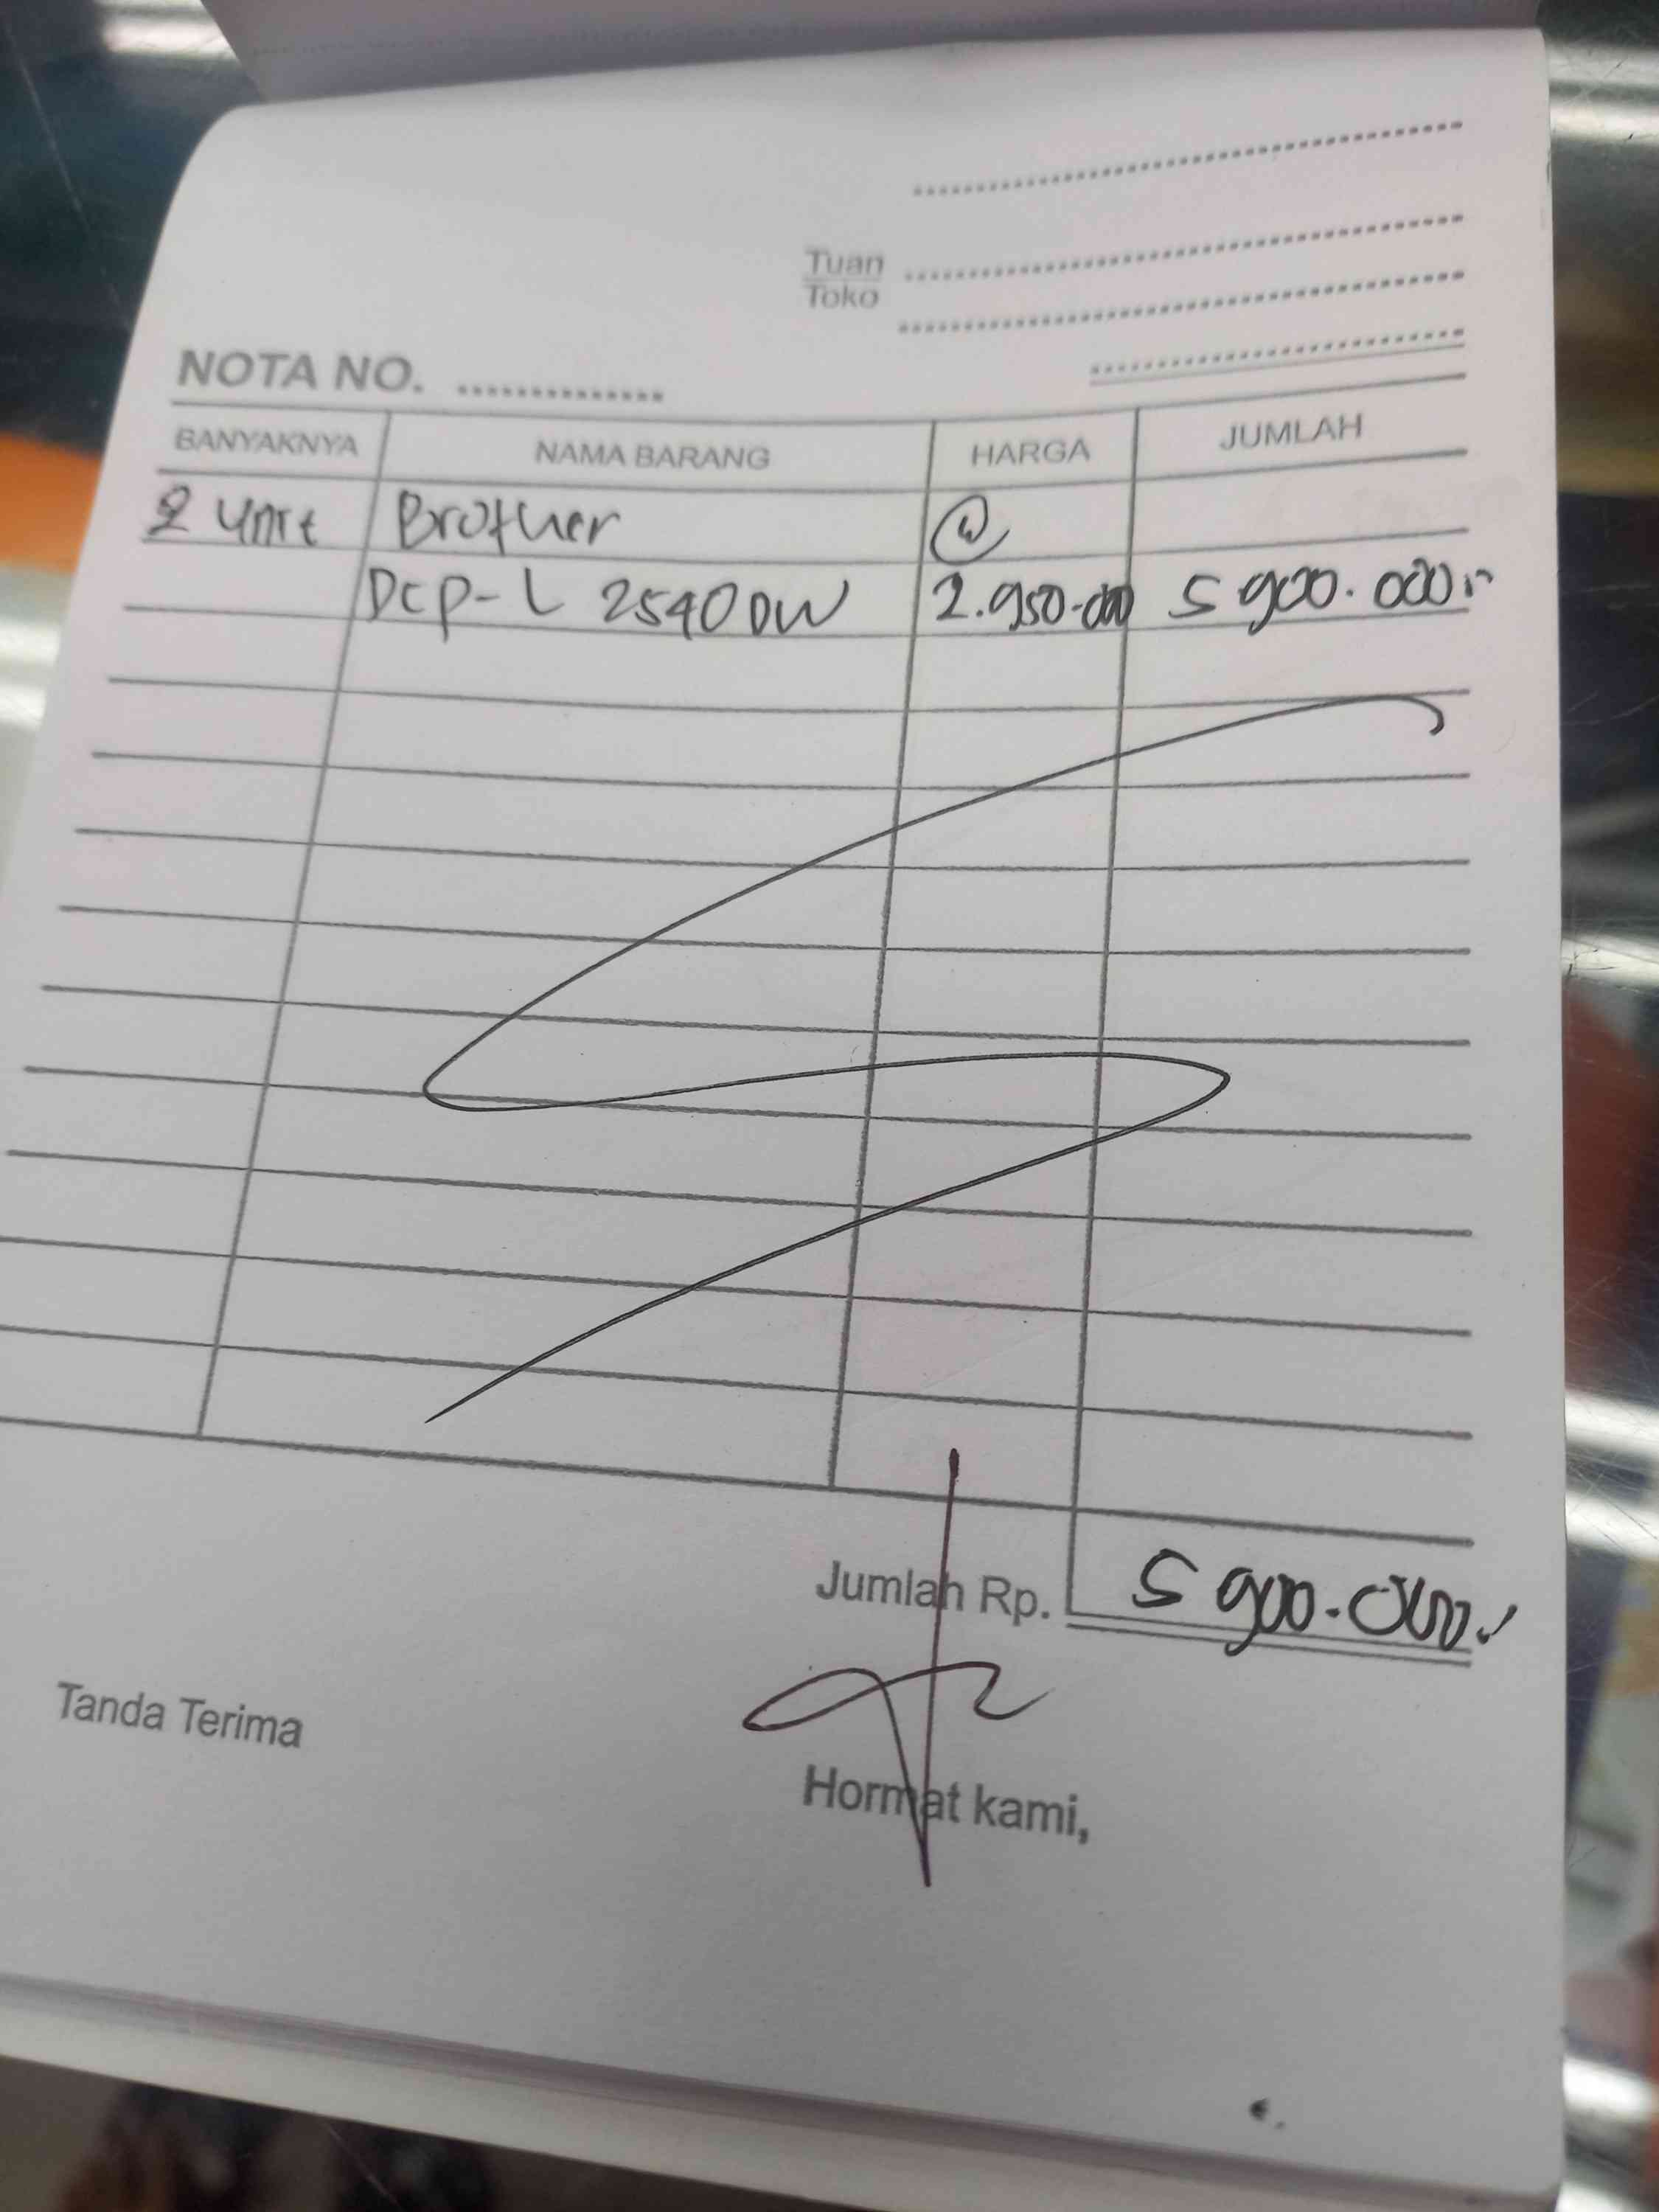 Tuan
Toko
NOTA NO.
BANYAKNYA NAMA BARANG HARGA JUMLAH
2 unit Brother @
DCP-L 2540DW 2.950.000 5 900.000.-
Jumlah Rp. 5 900.000.-
Tanda Terima
Hormat kami,